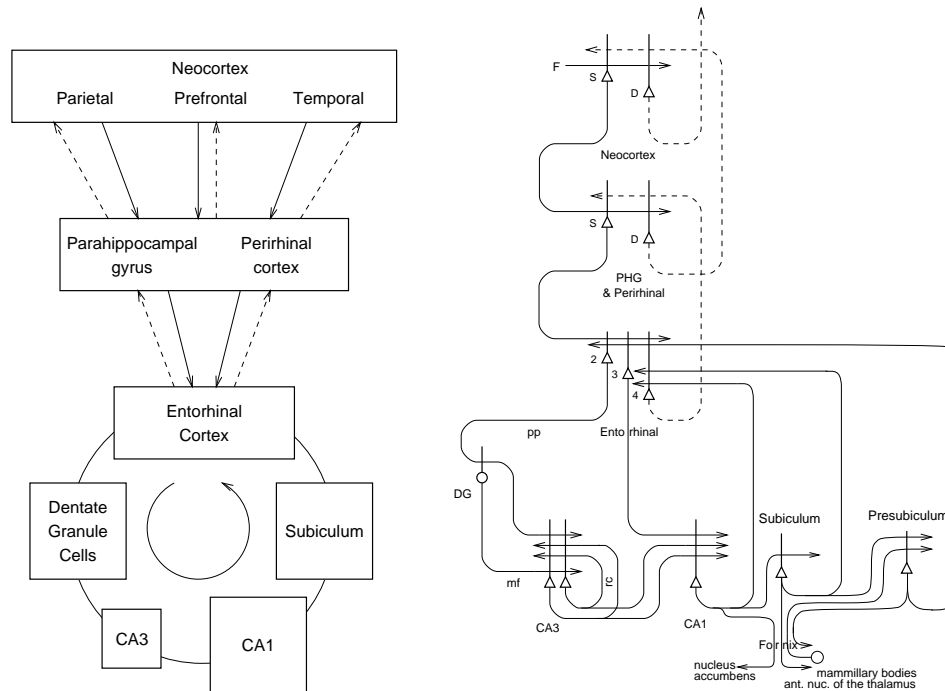 Neocortex
Parietal Prefrontal Temporal
Parahippocampal
gyrus
Perirhinal
cortex
Entorhinal
Cortex
Dentate
Granule
Cells
Subiculum
CA3
CA1
F
S
D
Neocortex
S
D
PHG
& Perirhinal
2
3
4
Entorhinal
pp
DG
mf
rc
CA3
CA1
Subiculum
Presubiculum
Fornix
nucleus
accumbens
mammillary bodies
ant. nuc. of the thalamus